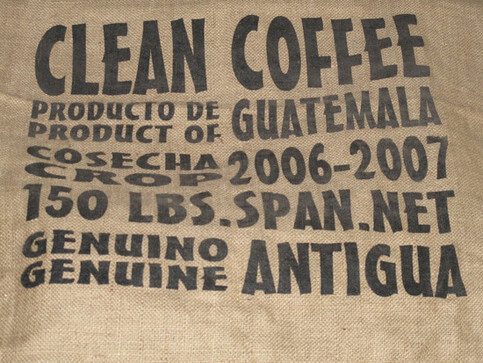 CLEAN COFFEE
PRODUCTO DE
PRODUCT OF GUATEMALA
COSECHA
CROP 2006-2007
150 LBS.SPAN.NET
GENUINO
GENUINE ANTIGUA